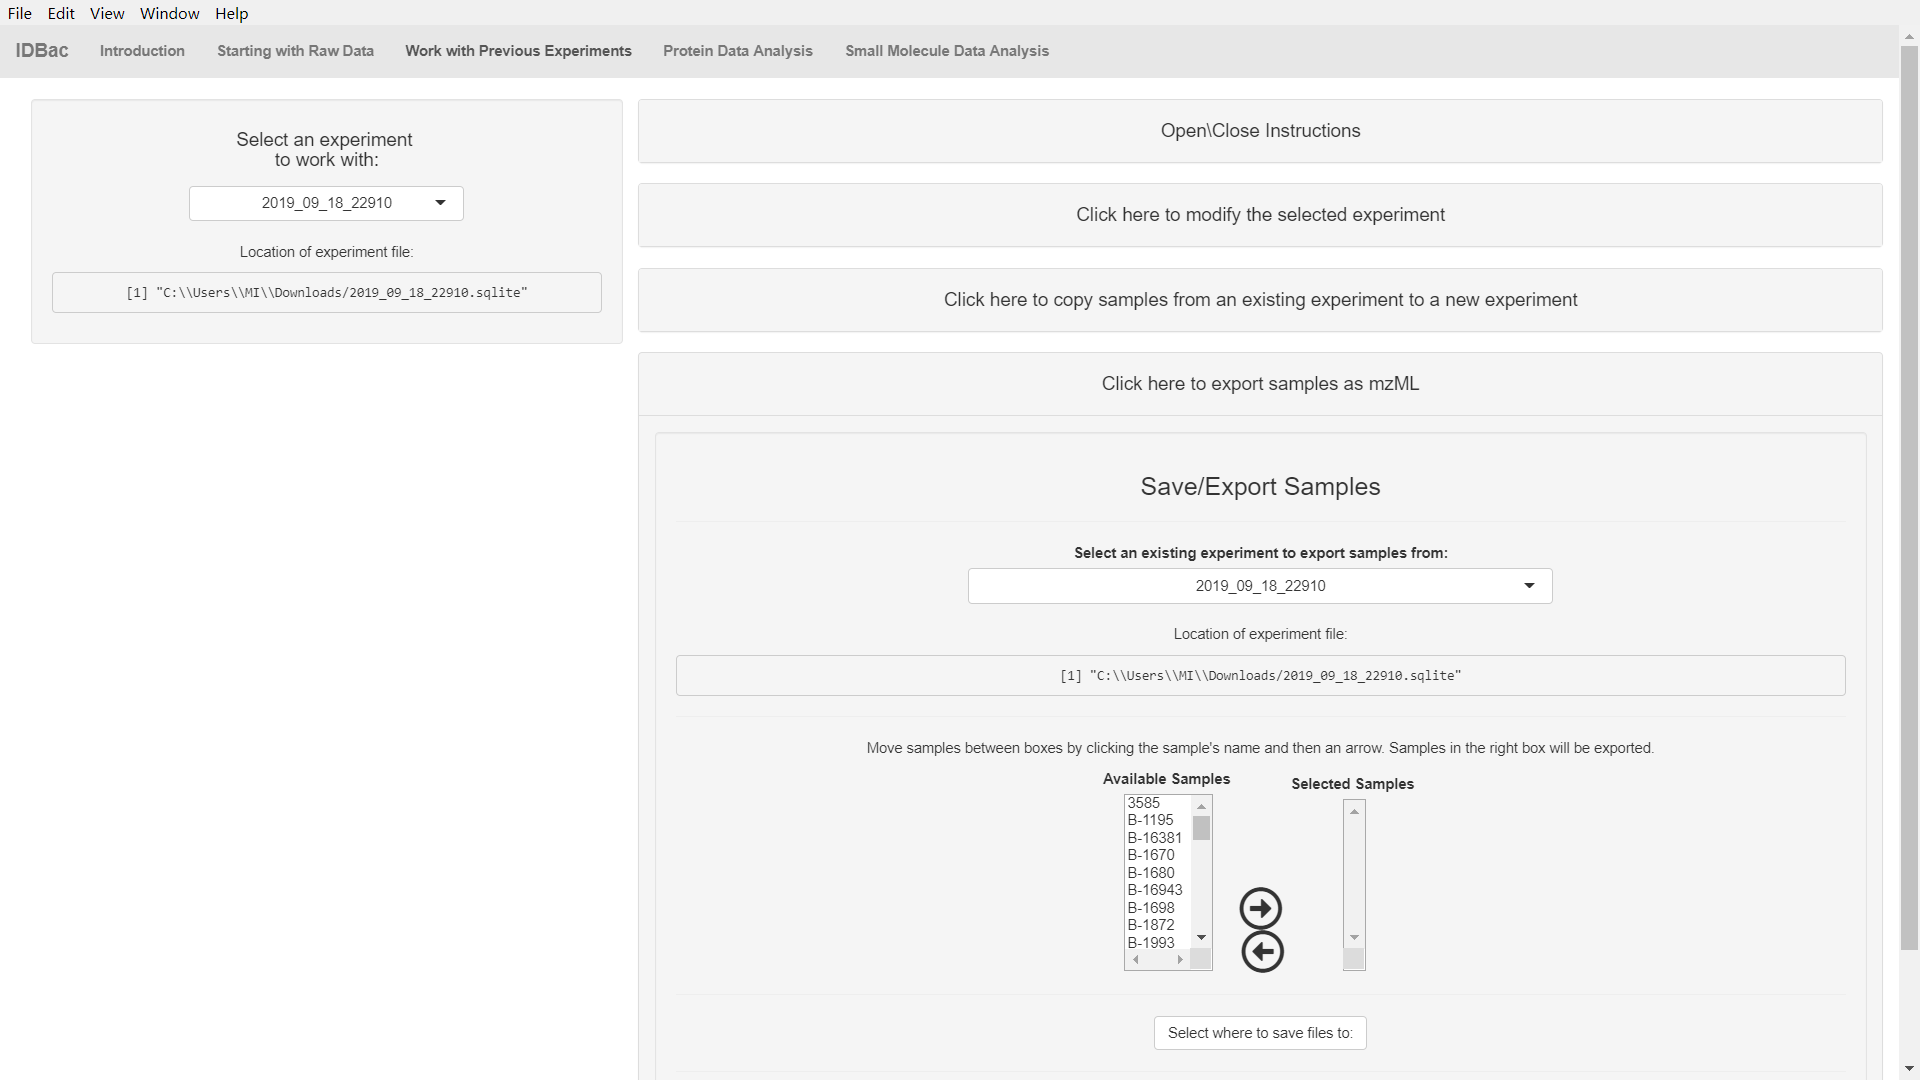 File Edit View Window Help
IDBac Introduction Starting with Raw Data Work with Previous Experiments Protein Data Analysis Small Molecule Data Analysis
Select an experiment
to work with:
2019_09_18_22910
Location of experiment file:
[1] "C:\\Users\\MI\\Downloads/2019_09_18_22910.sqlite"
Open\Close Instructions
Click here to modify the selected experiment
Click here to copy samples from an existing experiment to a new experiment
Click here to export samples as mzML
Save/Export Samples
Select an existing experiment to export samples from:
2019_09_18_22910
Location of experiment file:
[1] "C:\\Users\\MI\\Downloads/2019_09_18_22910.sqlite"
Move samples between boxes by clicking the sample's name and then an arrow. Samples in the right box will be exported.
Available Samples
3585
B-1195
B-16381
B-1670
B-1680
B-16943
B-1698
B-1872
B-1993
Selected Samples
Select where to save files to: